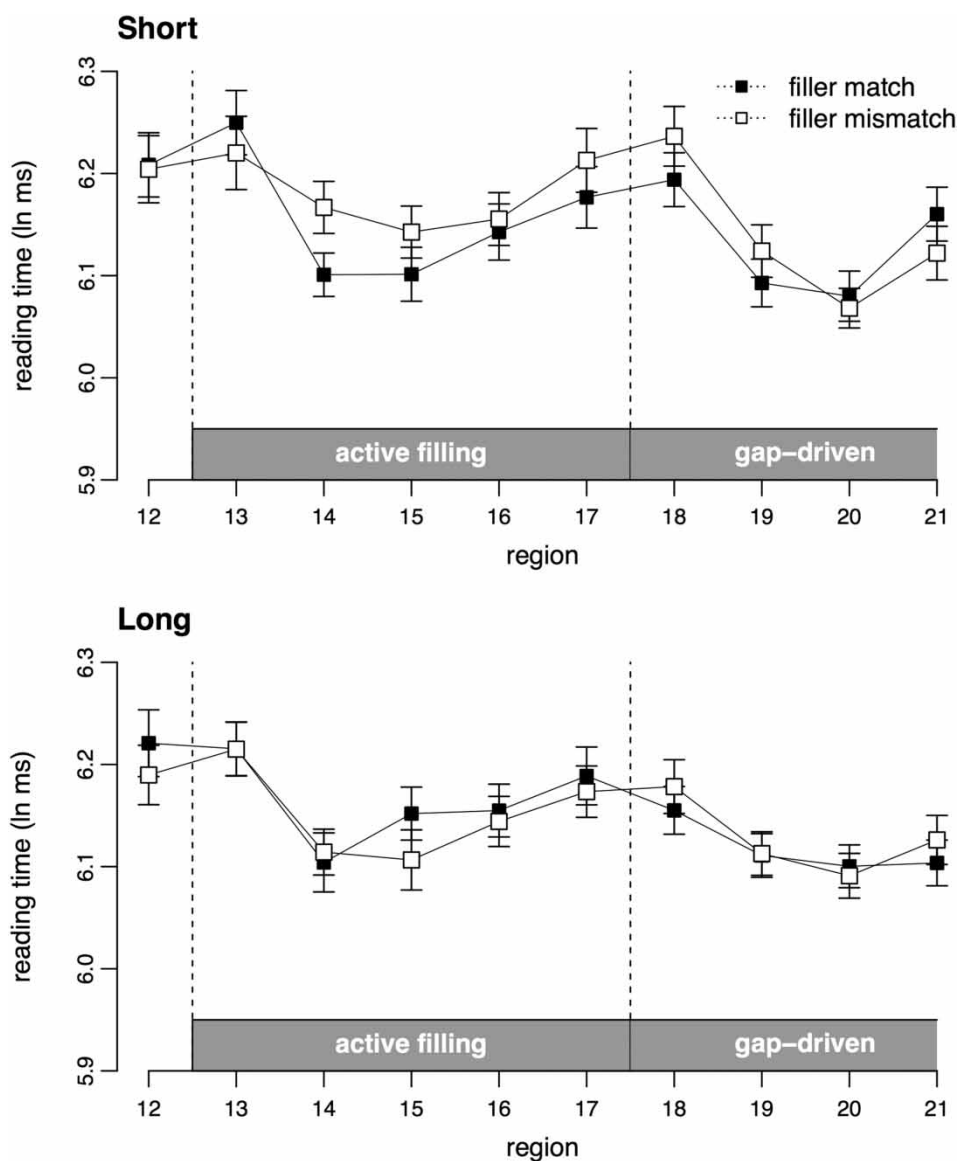 Short
filler match
filler mismatch
reading time (ln ms)
6.3
6.2
6.1
6.0
5.9
active filling
gap–driven
12 13 14 15 16 17 18 19 20 21
region
Long
reading time (ln ms)
6.3
6.2
6.1
6.0
5.9
active filling
gap–driven
12 13 14 15 16 17 18 19 20 21
region